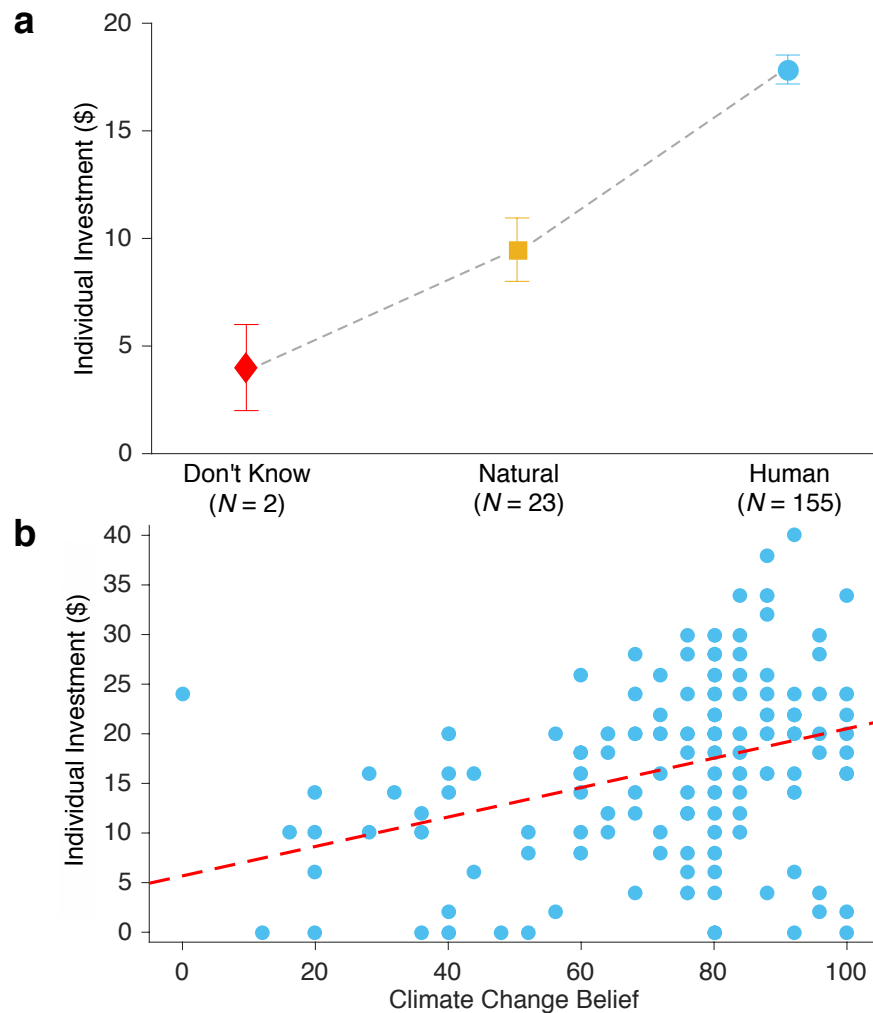 a
Individual Investment ($)
20
15
10
5
0
Don't Know
(N = 2)
Natural
(N = 23)
Human
(N = 155)
b
Individual Investment ($)
40
35
30
25
20
15
10
5
0
0 20 40 60 80 100
Climate Change Belief